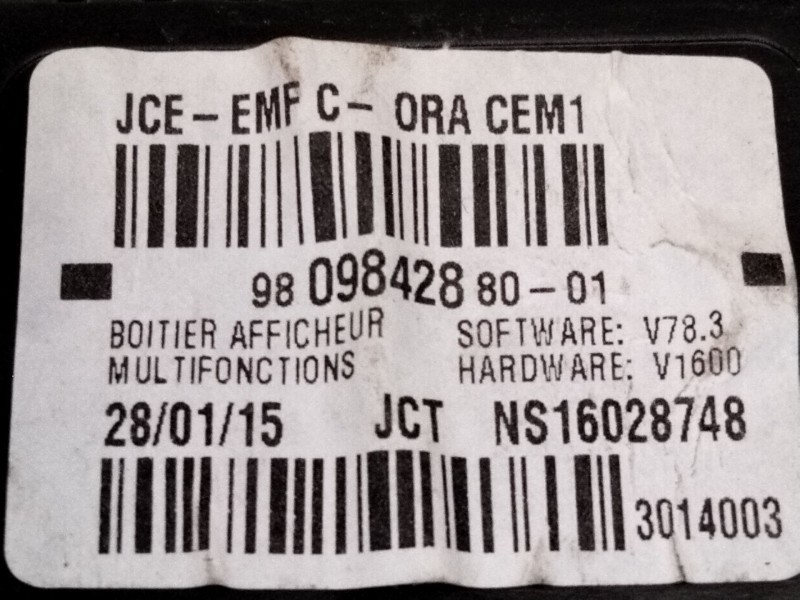 JCE-EMF C- ORA CEM1
98 098428 80-01
BOITIER AFFICHEUR SOFTWARE: V78.3
MULTIFONCTIONS HARDWARE: V1600
28/01/15 JCT NS16028748
3014003